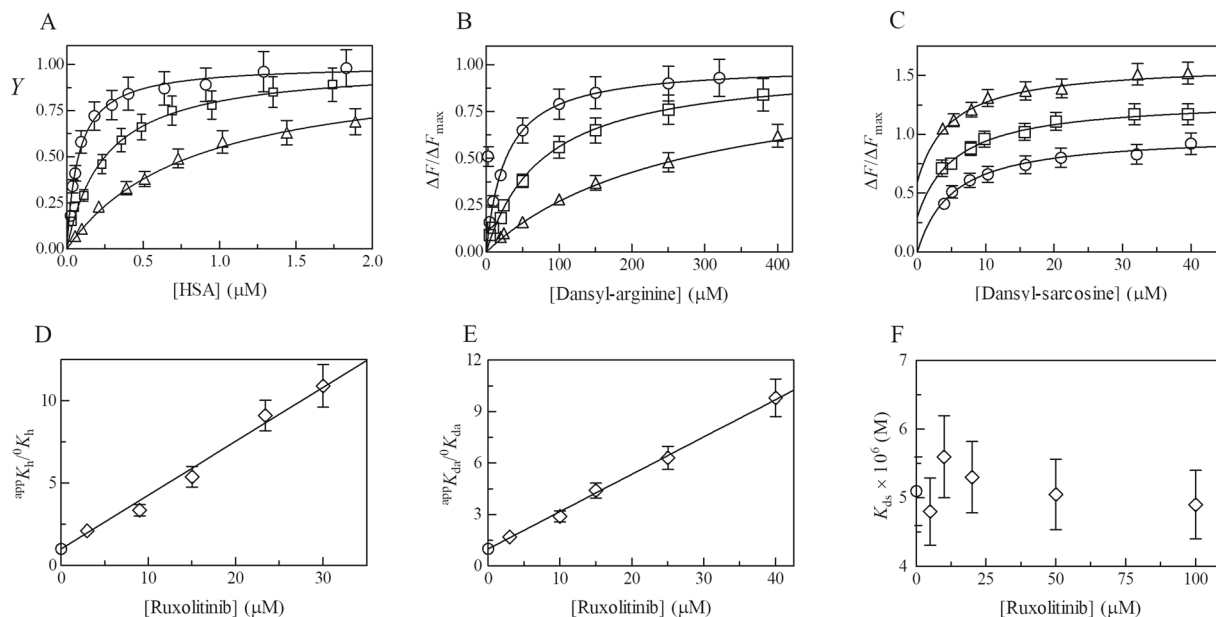 A
Y
1.00
0.75
0.50
0.25
0.00
0.0 0.5 1.0 1.5 2.0
[HSA] (μM)
B
ΔF/ΔFmax
1.00
0.75
0.50
0.25
0.00
0 100 200 300 400
[Dansyl-arginine] (μM)
C
ΔF/ΔFmax
1.5
1.0
0.5
0.0
0 10 20 30 40
[Dansyl-sarcosine] (μM)
D
appKh/0Kh
10
5
0
0 10 20 30
[Ruxolitinib] (μM)
E
appKda/0Kda
12
9
6
3
0
0 10 20 30 40
[Ruxolitinib] (μM)
F
Kds × 10⁶ (M)
7
6
5
4
0 25 50 75 100
[Ruxolitinib] (μM)